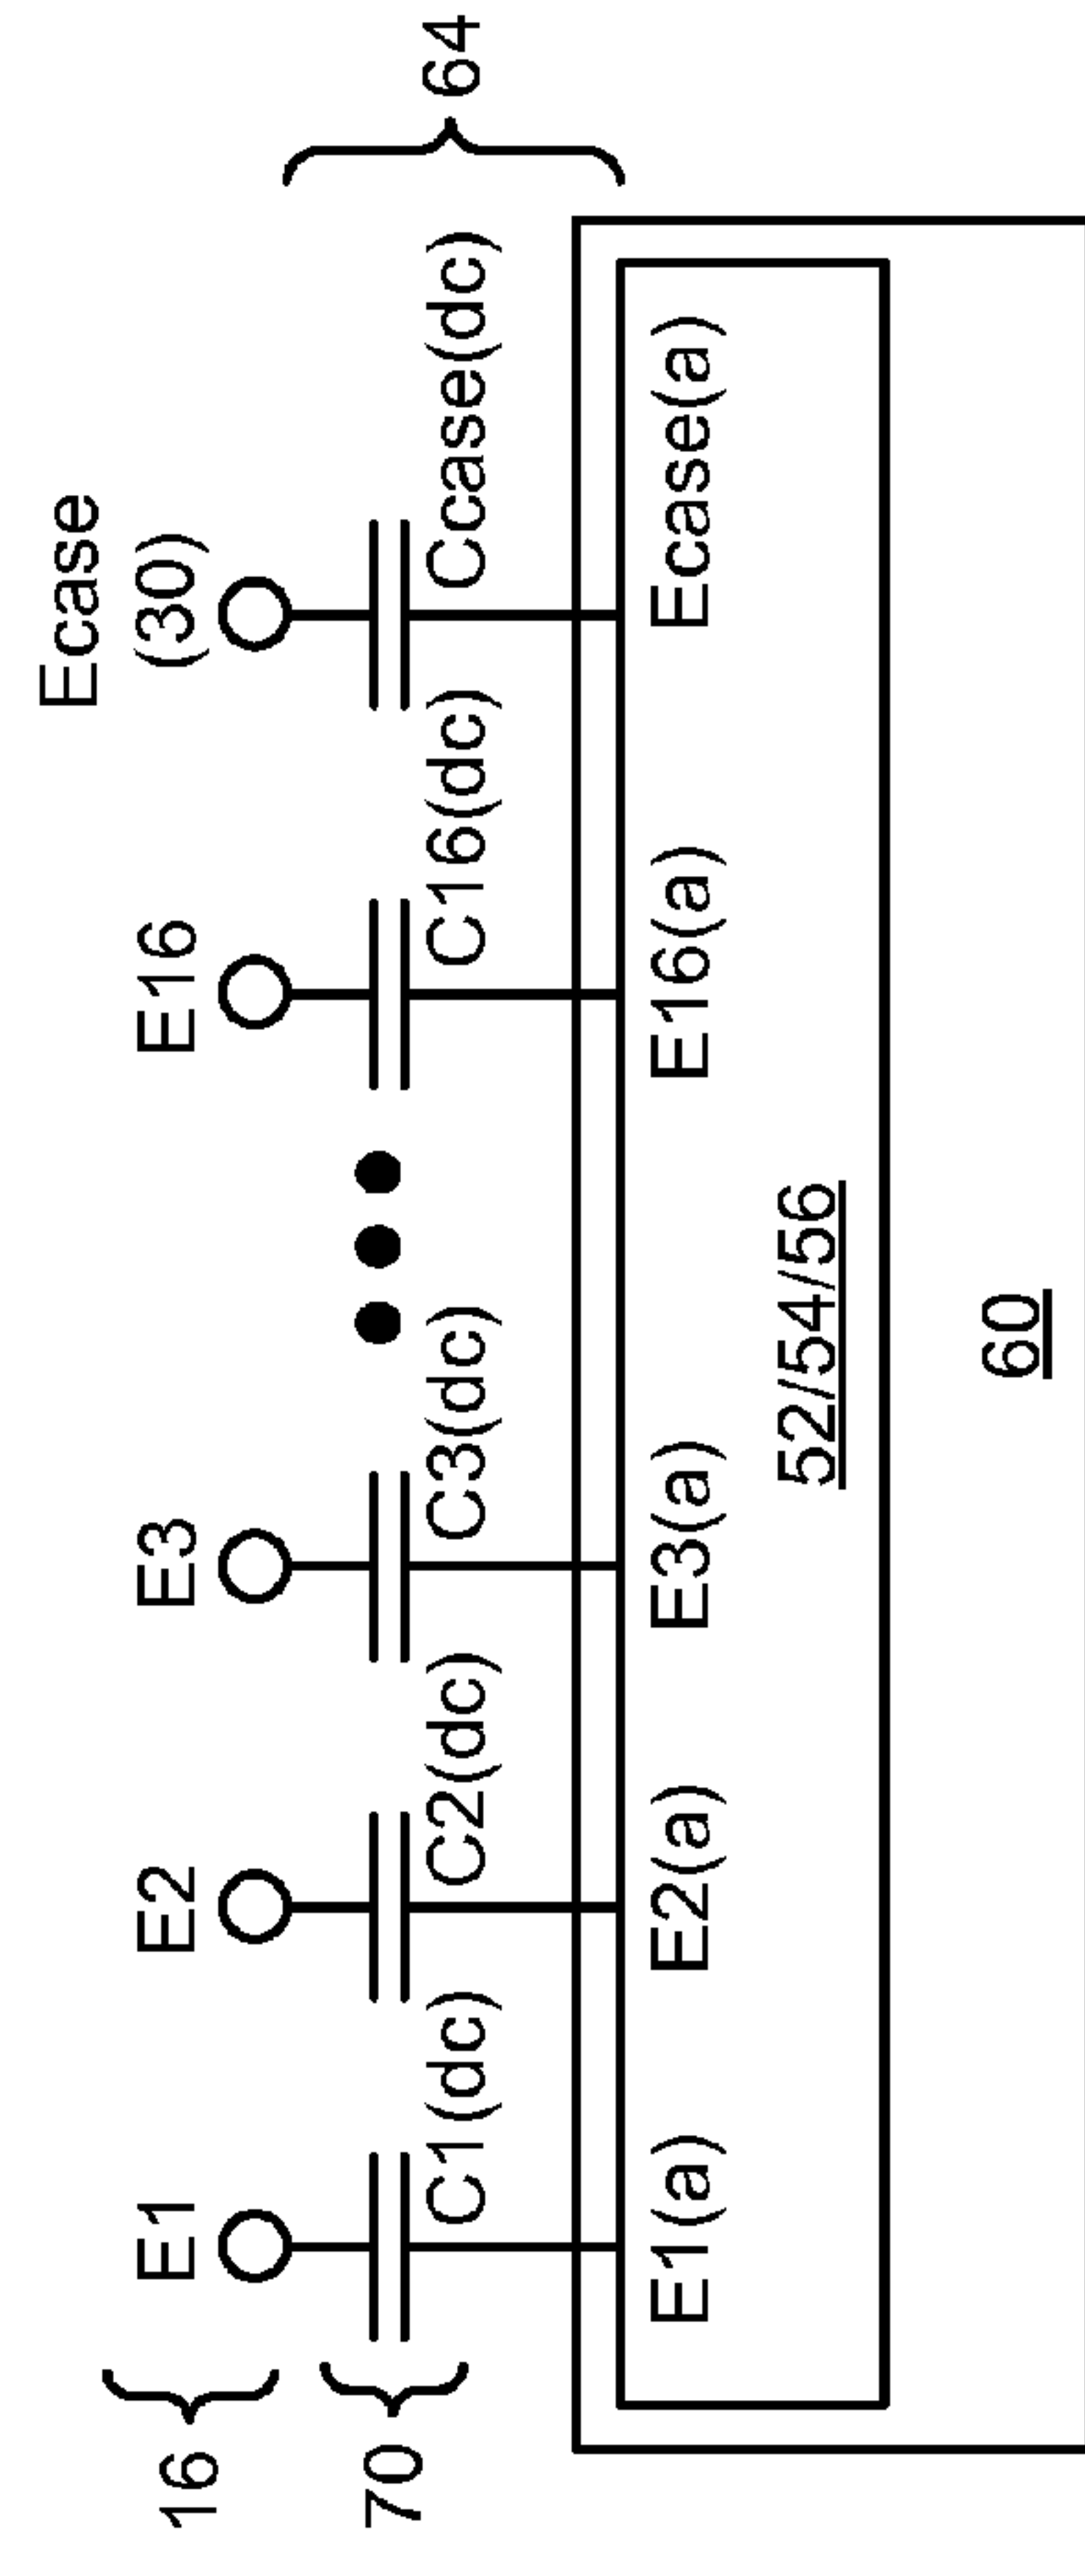 Ecase
E1 E2 E3 E16 (30)
16
70
64
C1(dc) C2(dc) C3(dc) C16(dc) Ccase(dc)
E1(a) E2(a) E3(a) E16(a) Ecase(a)
52/54/56
60